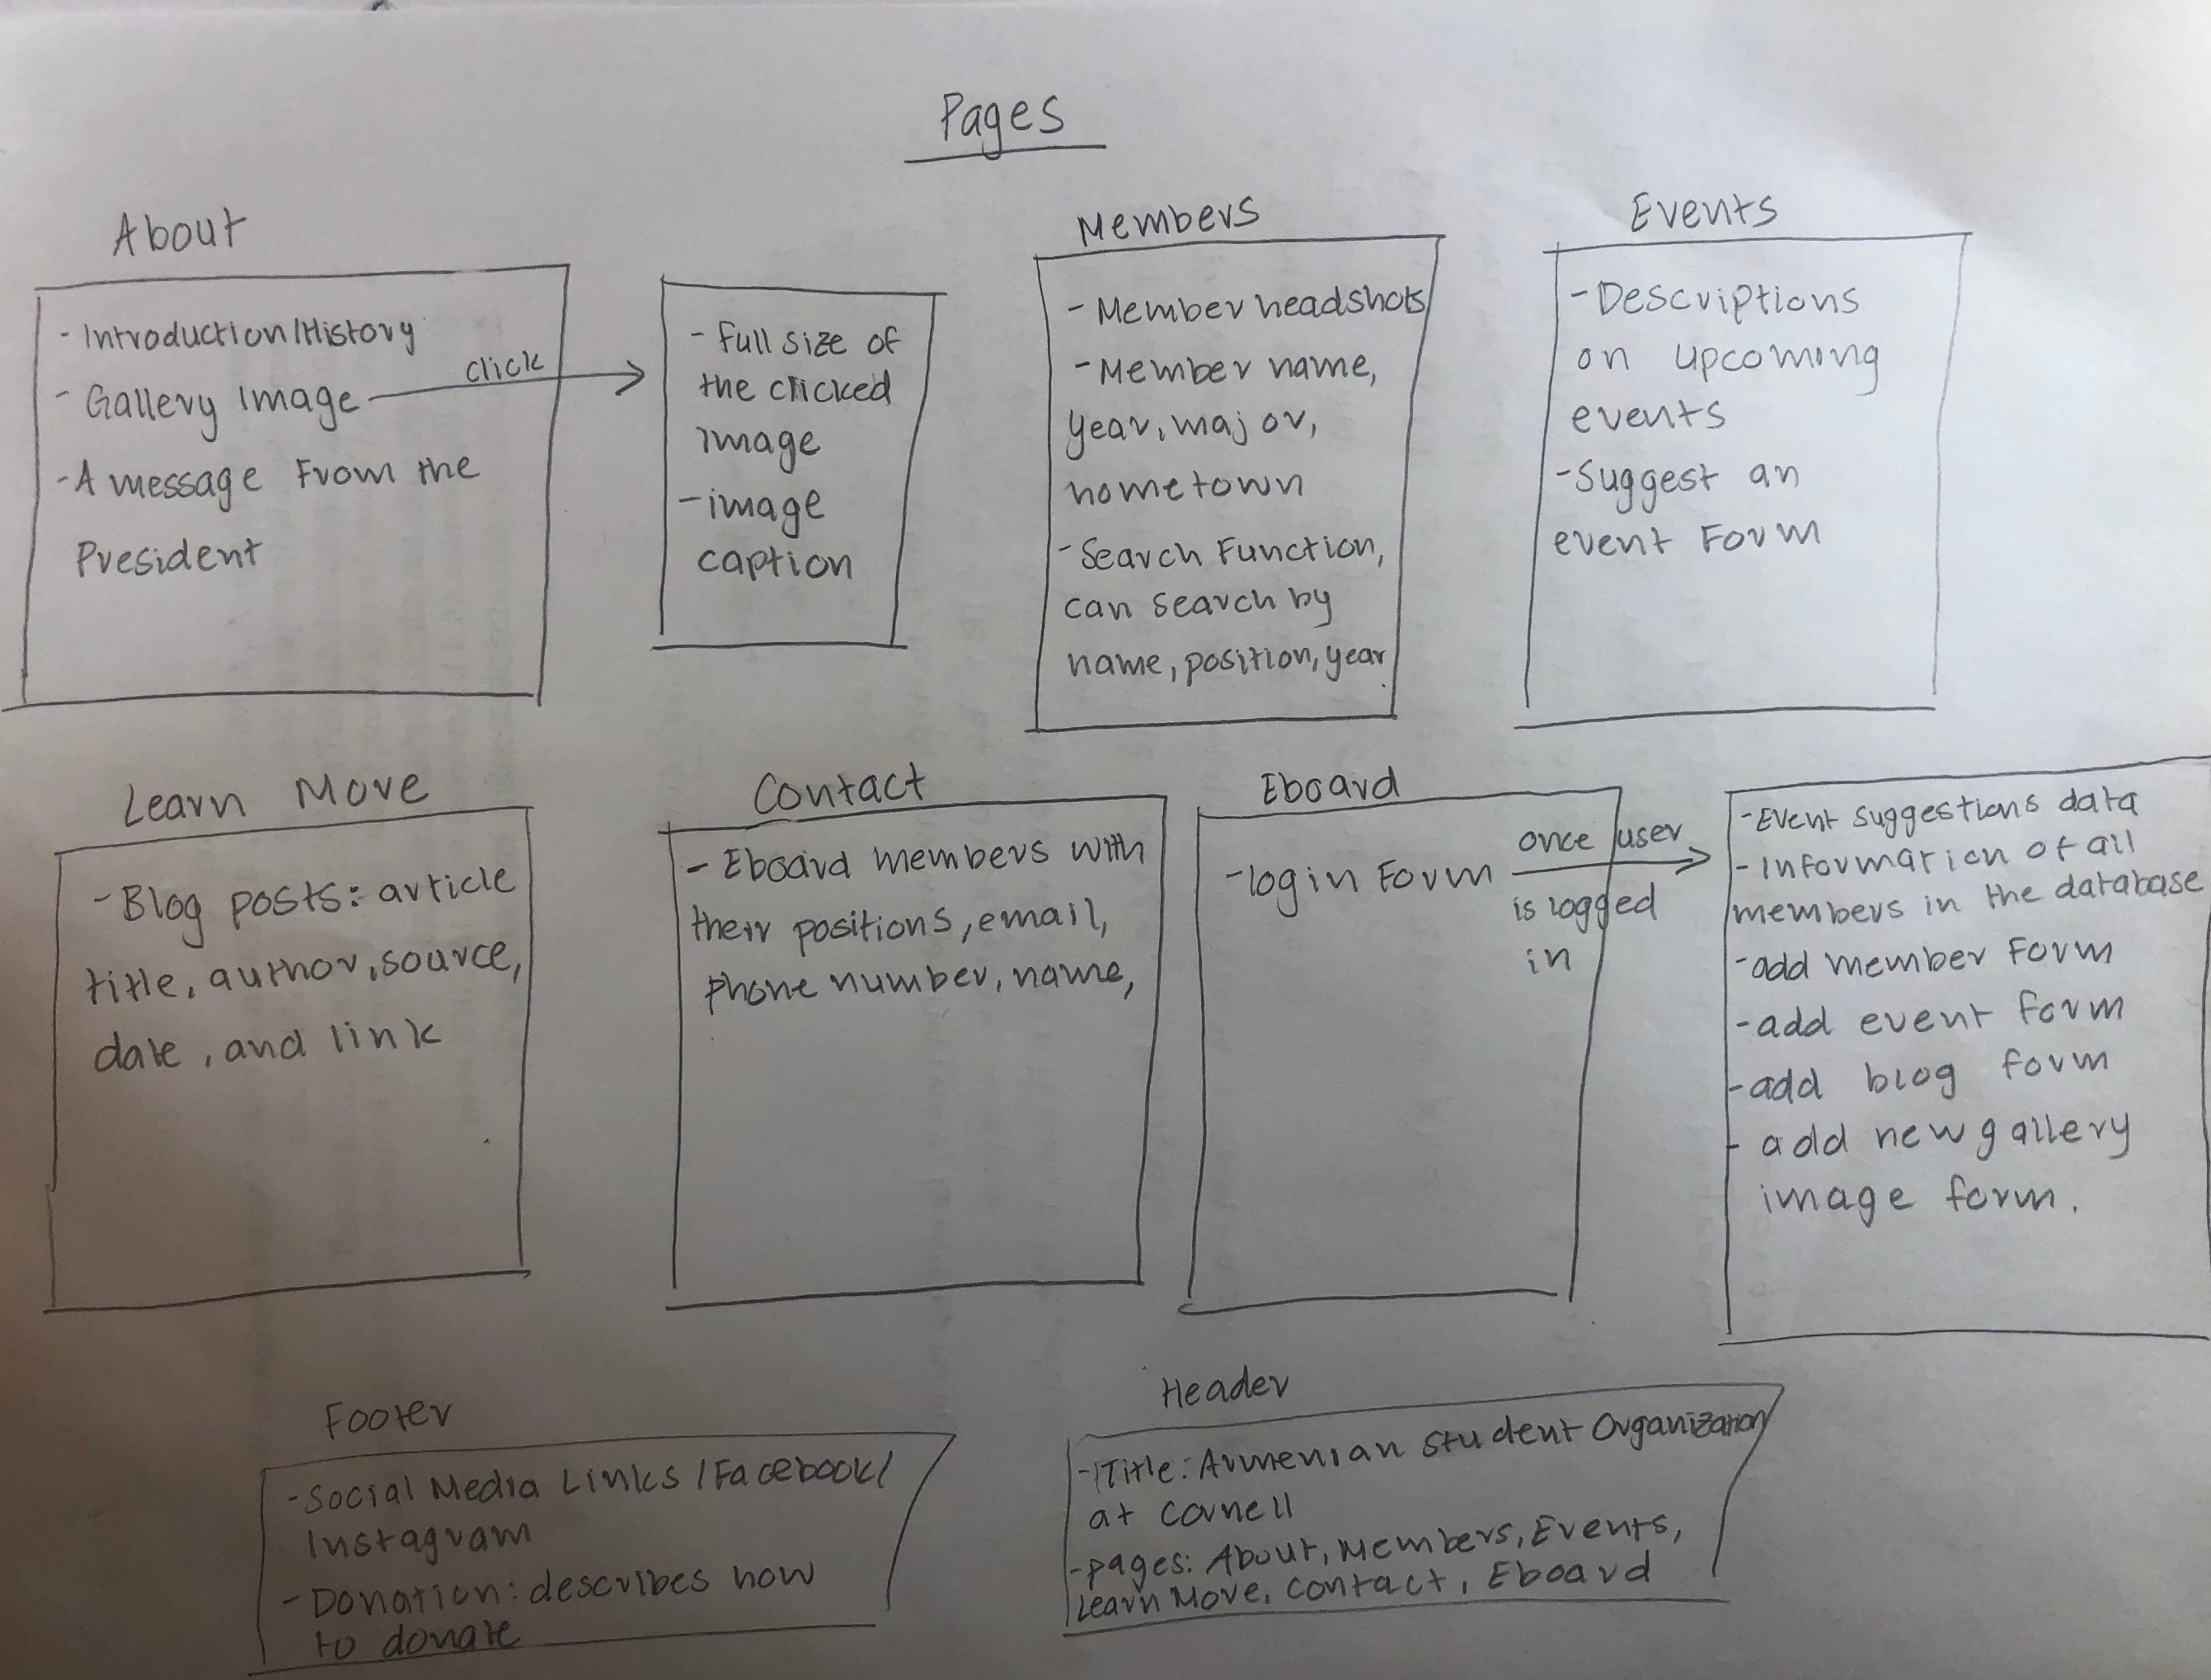 Pages
About
- Introduction/History
- Gallery Image
click
- A message From the
President
- Full size of
the clicked
image
- image
caption
Members
- Member headshots
- Member name,
year, major,
hometown
- Search Function,
can search by
name, position, year
Events
- Descriptions
on upcoming
events
- Suggest an
event Form
Learn More
- Blog posts: article
title, author, source,
date, and link
Contact
- Eboard members with
their positions, email,
phone number, name,
Eboard
- login Form
once user
is logged
in
- Event suggestions data
- Information of all
members in the database
- add member Form
- add event form
- add blog form
- add new gallery
image form.
Footer
- Social Media Links /Facebook/
Instagram
- Donation: describes how
to donate
Header
- Title: Armenian Student Organization
at Cornell
- pages: About, Members, Events,
Learn More, Contact, Eboard